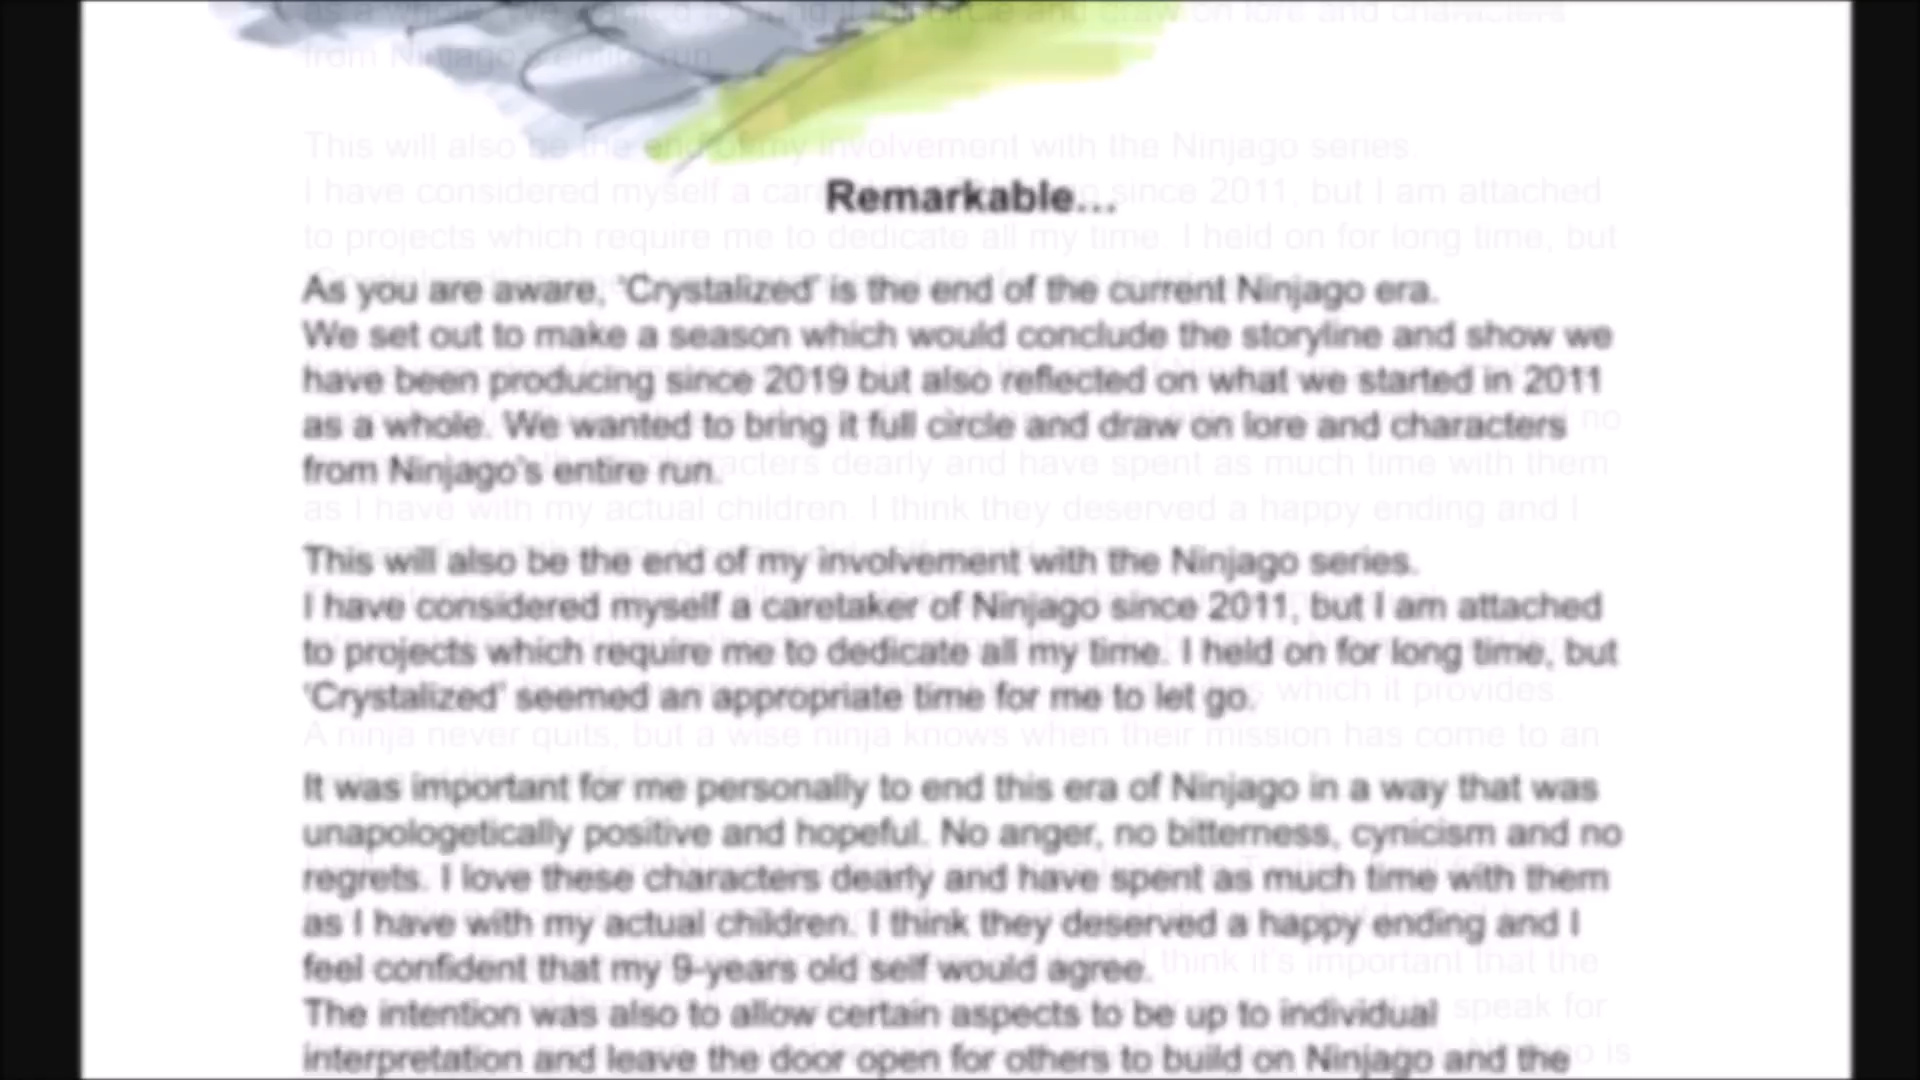 Remarkable...
As you are aware, 'Crystalized' is the end of the current Ninjago era.
We set out to make a season which would conclude the storyline and show we
have been producing since 2019 but also reflected on what we started in 2011
as a whole. We wanted to bring it full circle and draw on lore and characters
from Ninjago's entire run.
This will also be the end of my involvement with the Ninjago series.
I have considered myself a caretaker of Ninjago since 2011, but I am attached
to projects which require me to dedicate all my time. I held on for long time, but
'Crystalized' seemed an appropriate time for me to let go.
It was important for me personally to end this era of Ninjago in a way that was
unapologetically positive and hopeful. No anger, no bitterness, cynicism and no
regrets. I love these characters dearly and have spent as much time with them
as I have with my actual children. I think they deserved a happy ending and I
feel confident that my 9-years old self would agree.
The intention was also to allow certain aspects to be up to individual
interpretation and leave the door open for others to build on Ninjago and the